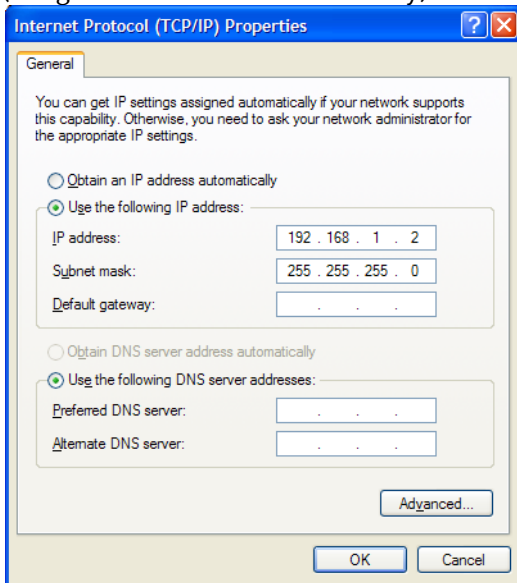 Internet Protocol (TCP/IP) Properties
General
You can get IP settings assigned automatically if your network supports
this capability. Otherwise, you need to ask your network administrator for
the appropriate IP settings.
Obtain an IP address automatically
Use the following IP address:
IP address: 192 . 168 . 1 . 2
Subnet mask: 255 . 255 . 255 . 0
Default gateway: . . .
Obtain DNS server address automatically
Use the following DNS server addresses:
Preferred DNS server: . . .
Alternate DNS server: . . .
Advanced...
OK Cancel